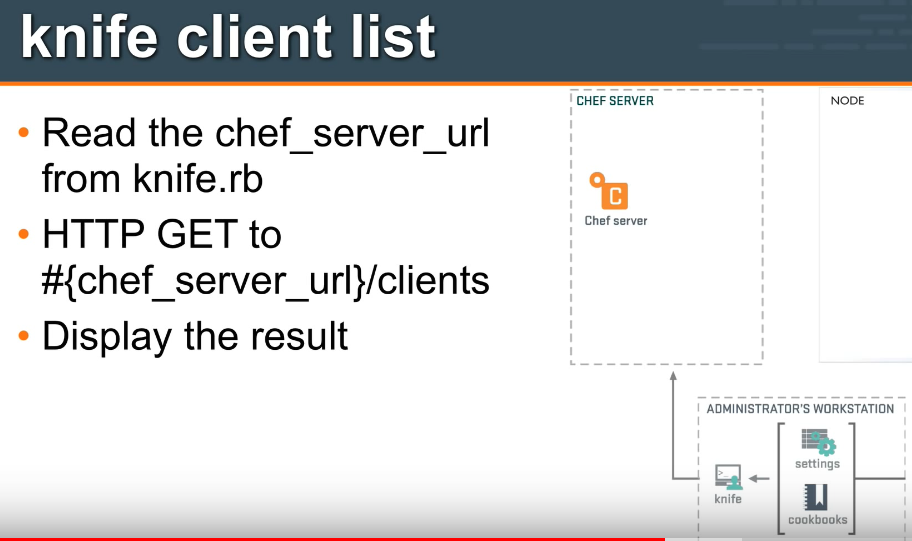 knife client list
• Read the chef_server_url
from knife.rb
• HTTP GET to
#{chef_server_url}/clients
• Display the result
CHEF SERVER
C
Chef server
NODE
ADMINISTRATOR'S WORKSTATION
>_
knife
settings
cookbooks